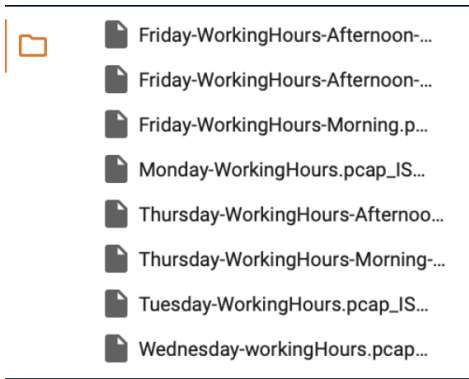 Friday-WorkingHours-Afternoon-...
Friday-WorkingHours-Afternoon-...
Friday-WorkingHours-Morning.p...
Monday-WorkingHours.pcap_IS...
Thursday-WorkingHours-Afternoo...
Thursday-WorkingHours-Morning-...
Tuesday-WorkingHours.pcap_IS...
Wednesday-workingHours.pcap...